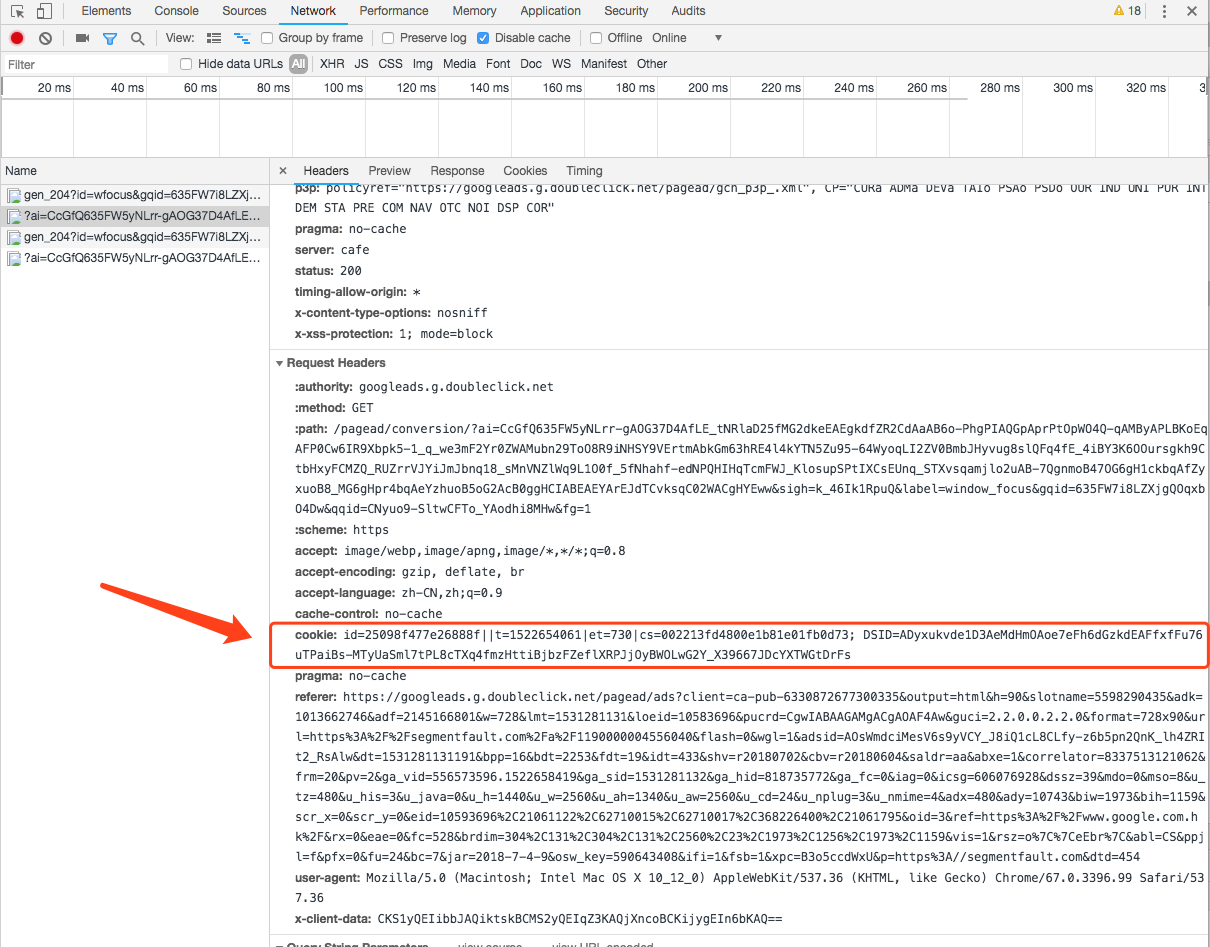 Elements Console Sources Network Performance Memory Application Security Audits 18
View: Group by frame Preserve log Disable cache Offline Online
Filter Hide data URLs All XHR JS CSS Img Media Font Doc WS Manifest Other
20 ms 40 ms 60 ms 80 ms 100 ms 120 ms 140 ms 160 ms 180 ms 200 ms 220 ms 240 ms 260 ms 280 ms 300 ms 320 ms 3
Name
gen_204?id=wfocus&gqid=635FW7i8LZXj…
?ai=CcGfQ635FW5yNLrr-gAOG37D4AfLE…
gen_204?id=wfocus&gqid=635FW7i8LZXj…
?ai=CcGfQ635FW5yNLrr-gAOG37D4AfLE…
× Headers Preview Response Cookies Timing
p3p: policyref="https://googleads.g.doubleclick.net/pagead/gcn_p3p_.xml", CP="CURa ADMa DEVa TAIo PSAo PSDo OUR IND UNI PUR INT
DEM STA PRE COM NAV OTC NOI DSP COR"
pragma: no-cache
server: cafe
status: 200
timing-allow-origin: *
x-content-type-options: nosniff
x-xss-protection: 1; mode=block
Request Headers
:authority: googleads.g.doubleclick.net
:method: GET
:path: /pagead/conversion/?ai=CcGfQ635FW5yNLrr-gAOG37D4AfLE_tNRlaD25fMG2dkeEAEgkdfZR2CdAaAB6o-PhgPIAQGpAprPtOpWO4Q-qAMByAPLBKoEq
AFP0Cw6IR9Xbpk5-1_q_we3mF2Yr0ZWAMubn29ToO8R9iNHSY9VErtmAbkGm63hRE4l4kYTN5Zu95-64WyoqLI2ZV0BmbJHyvug8slQFq4fE_4iBY3K6OOursgkh9C
tbHxyFCMZQ_RUZrrVJYiJmJbnq18_sMnVNZlWq9L1O0f_5fNhahf-edNPQHIHqTcmFWJ_KlosupSPtIXCsEUnq_STXvsqamjlo2uAB-7QgnmoB47OG6gH1ckbqAfZy
xuoB8_MG6gHpr4bqAeYzhuoB5oG2AcB0ggHCIABEAEYArEJdTCvksqC02WACgHYEww&sigh=k_46Ik1RpuQ&label=window_focus&gqid=635FW7i8LZXjgQOqxb
O4Dw&qqid=CNyuo9-SltwCFTo_YAodhi8MHw&fg=1
:scheme: https
accept: image/webp,image/apng,image/*,*/*;q=0.8
accept-encoding: gzip, deflate, br
accept-language: zh-CN,zh;q=0.9
cache-control: no-cache
cookie: id=25098f477e26888f||t=1522654061|et=730|cs=002213fd4800e1b81e01fb0d73; DSID=ADyxukvde1D3AeMdHmOAoe7eFh6dGzkdEAFfxfFu76
uTPaiBs-MTyUaSml7tPL8cTXq4fmzHttiBjbzFZeflXRPJjOyBWOLwG2Y_X39667JDcYXTWGtDrFs
pragma: no-cache
referer: https://googleads.g.doubleclick.net/pagead/ads?client=ca-pub-6330872677300335&output=html&h=90&slotname=5598290435&adk=
1013662746&adf=2145166801&w=728&lmt=1531281131&loeid=10583696&pucrd=CgwIABAAGAMgACgAOAF4Aw&guci=2.2.0.0.2.2.0&format=728x90&ur
l=https%3A%2F%2Fsegmentfault.com%2Fa%2F1190000004556040&flash=0&wgl=1&adsid=AOsWmdciMesV6s9yVCY_J8iQ1cL8CLfy-z6b5pn2QnK_lh4ZRI
t2_RsAlw&dt=1531281131191&bpp=16&bdt=2253&fdt=19&idt=433&shv=r20180702&cbv=r20180604&saldr=aa&abxe=1&correlator=8337513121062&
frm=20&pv=2&ga_vid=556573596.1522658419&ga_sid=1531281132&ga_hid=818735772&ga_fc=0&iag=0&icsg=606076928&dssz=39&mdo=0&mso=8&u_
tz=480&u_his=3&u_java=0&u_h=1440&u_w=2560&u_ah=1340&u_aw=2560&u_cd=24&u_nplug=3&u_nmime=4&adx=480&ady=10743&biw=1973&bih=1159&
scr_x=0&scr_y=0&eid=10593696%2C21061122%2C62710015%2C62710017%2C368226400%2C21061795&oid=3&ref=https%3A%2F%2Fwww.google.com.h
k%2F&rx=0&eae=0&fc=528&brdim=304%2C131%2C304%2C131%2C2560%2C23%2C1973%2C1256%2C1973%2C1159&vis=1&rsz=o%7C%7CeEbr%7C&abl=CS&ppj
l=f&pfx=0&fu=24&bc=7&jar=2018-7-4-9&osw_key=590643408&ifi=1&fsb=1&xpc=B3o5ccdWxU&p=https%3A//segmentfault.com&dtd=454
user-agent: Mozilla/5.0 (Macintosh; Intel Mac OS X 10_12_0) AppleWebKit/537.36 (KHTML, like Gecko) Chrome/67.0.3396.99 Safari/53
7.36
x-client-data: CKS1yQEIibbJAQiktskBCMS2yQEIqZ3KAQjXncoBCKijygEIn6bKAQ==
Query String Parameters view source view URL encoded